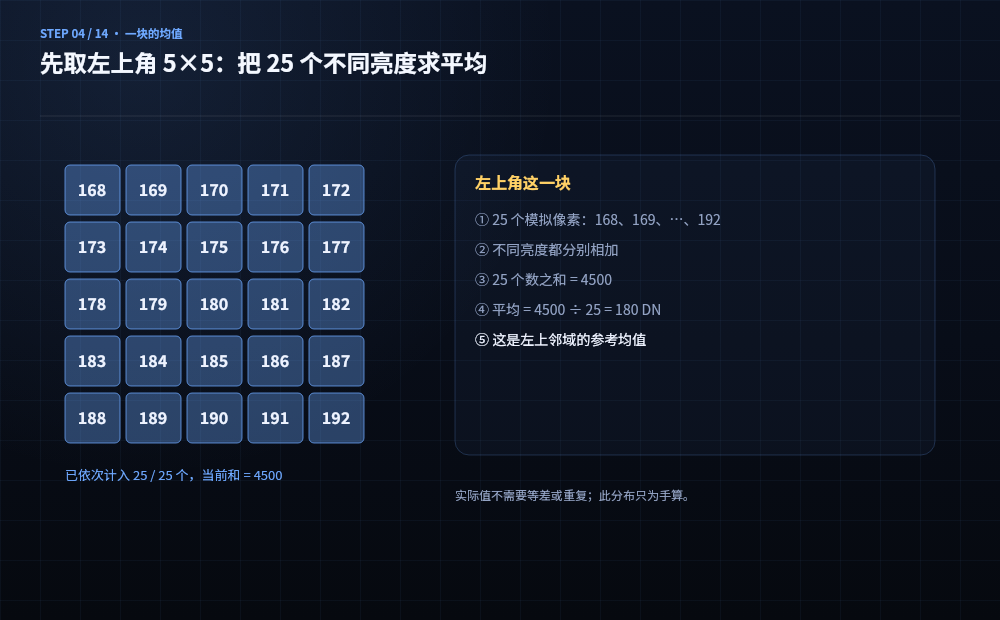 STEP 04 / 14 • 一块的均值
先取左上角 5×5：把 25 个不同亮度求平均
168 169 170 171 172
173 174 175 176 177
178 179 180 181 182
183 184 185 186 187
188 189 190 191 192
已依次计入 25 / 25 个，当前和 = 4500
左上角这一块
① 25 个模拟像素：168、169、…、192
② 不同亮度都分别相加
③ 25 个数之和 = 4500
④ 平均 = 4500 ÷ 25 = 180 DN
⑤ 这是左上邻域的参考均值
实际值不需要等差或重复；此分布只为手算。